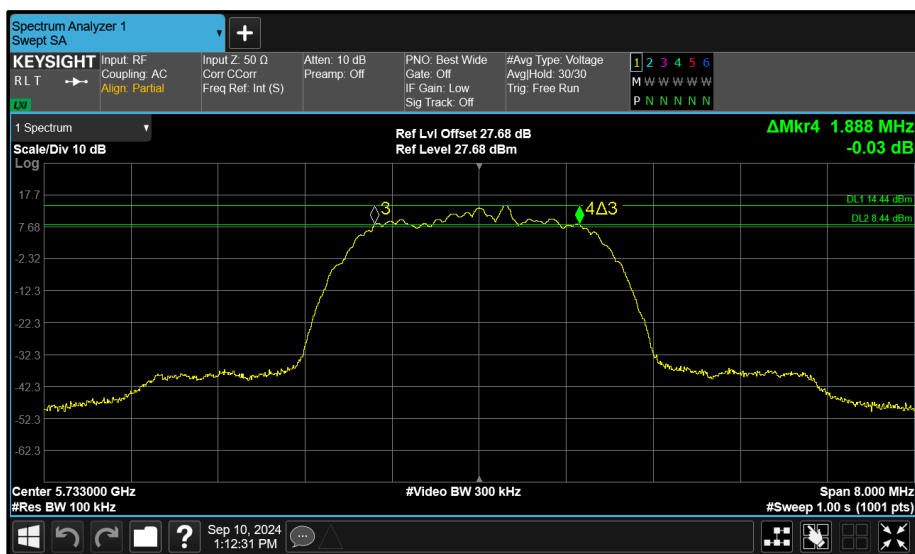 Spectrum Analyzer 1
Swept SA
+
KEYSIGHT
RLT
LXI
Input: RF
Coupling: AC
Align: Partial
Input Z: 50 Ω
Corr CCorr
Freq Ref: Int (S)
Atten: 10 dB
Preamp: Off
PNO: Best Wide
Gate: Off
IF Gain: Low
Sig Track: Off
#Avg Type: Voltage
Avg|Hold: 30/30
Trig: Free Run
1 2 3 4 5 6
M W W W W W
P N N N N N
1 Spectrum
Scale/Div 10 dB
Ref Lvl Offset 27.68 dB
Ref Level 27.68 dBm
ΔMkr4 1.888 MHz
-0.03 dB
Log
17.7
7.68
-2.32
-12.3
-22.3
-32.3
-42.3
-52.3
-62.3
3
4Δ3
DL1 14.44 dBm
DL2 8.44 dBm
Center 5.733000 GHz
#Res BW 100 kHz
#Video BW 300 kHz
Span 8.000 MHz
#Sweep 1.00 s (1001 pts)
?
Sep 10, 2024
1:12:31 PM